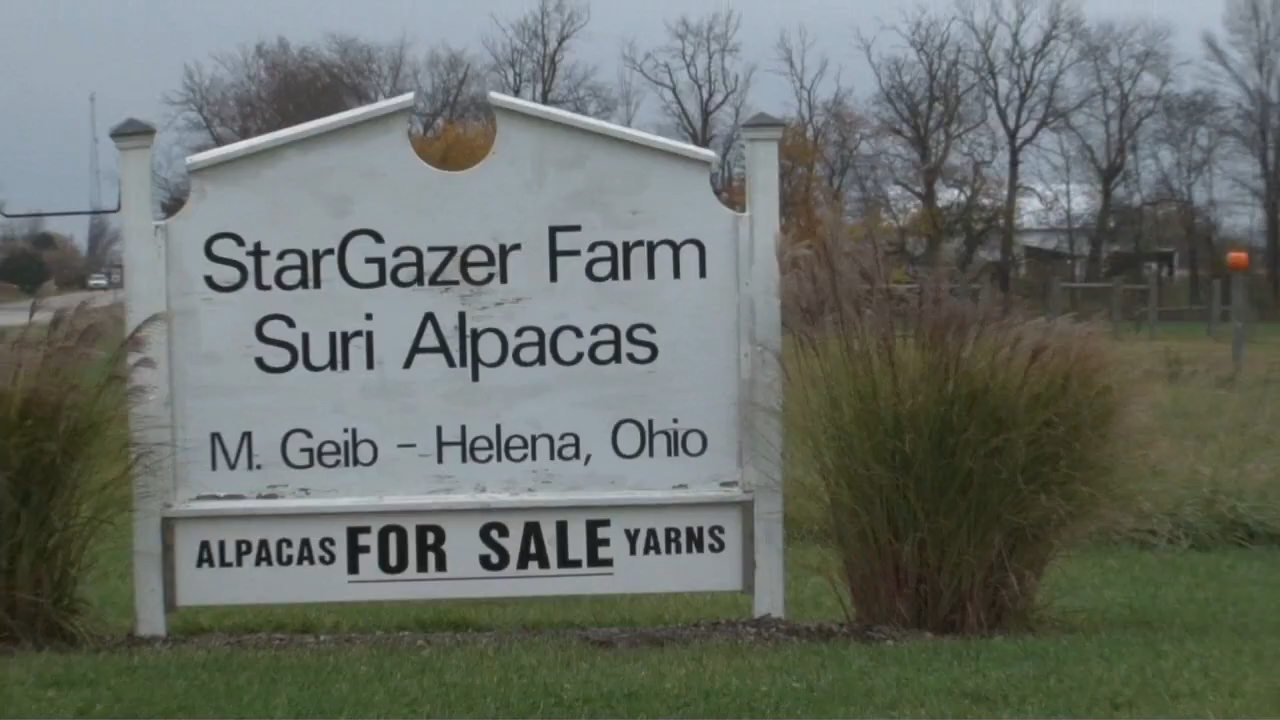 StarGazer Farm
Suri Alpacas
M. Geib - Helena, Ohio
ALPACAS FOR SALE YARNS